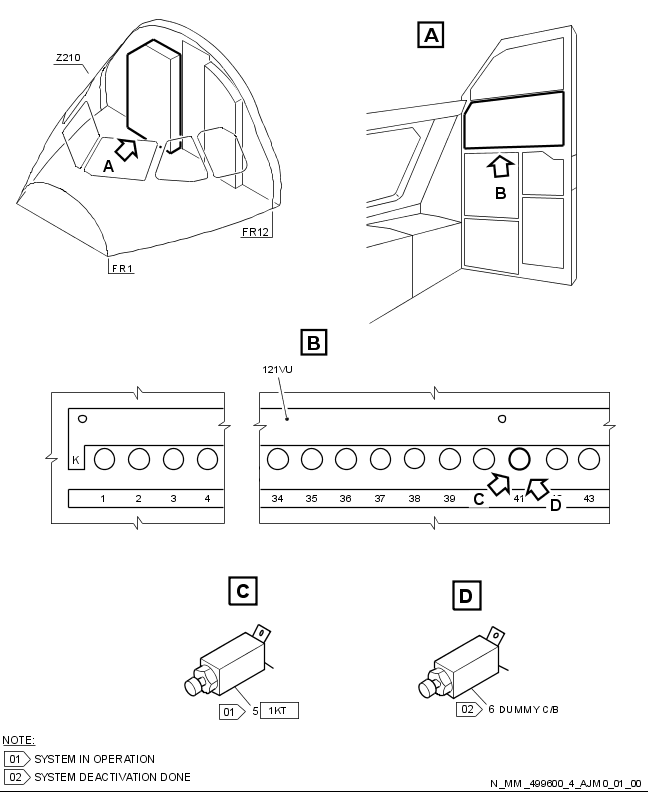 A
Z210
A
B
FR12
FR1
B
121VU
K
1 2 3 4 34 35 36 37 38 39 41 43
C
D
C
D
01 5 1KT
02 6 DUMMY C/B
NOTE:
01 SYSTEM IN OPERATION
02 SYSTEM DEACTIVATION DONE
N_MM_499600_4_AJM0_01_00